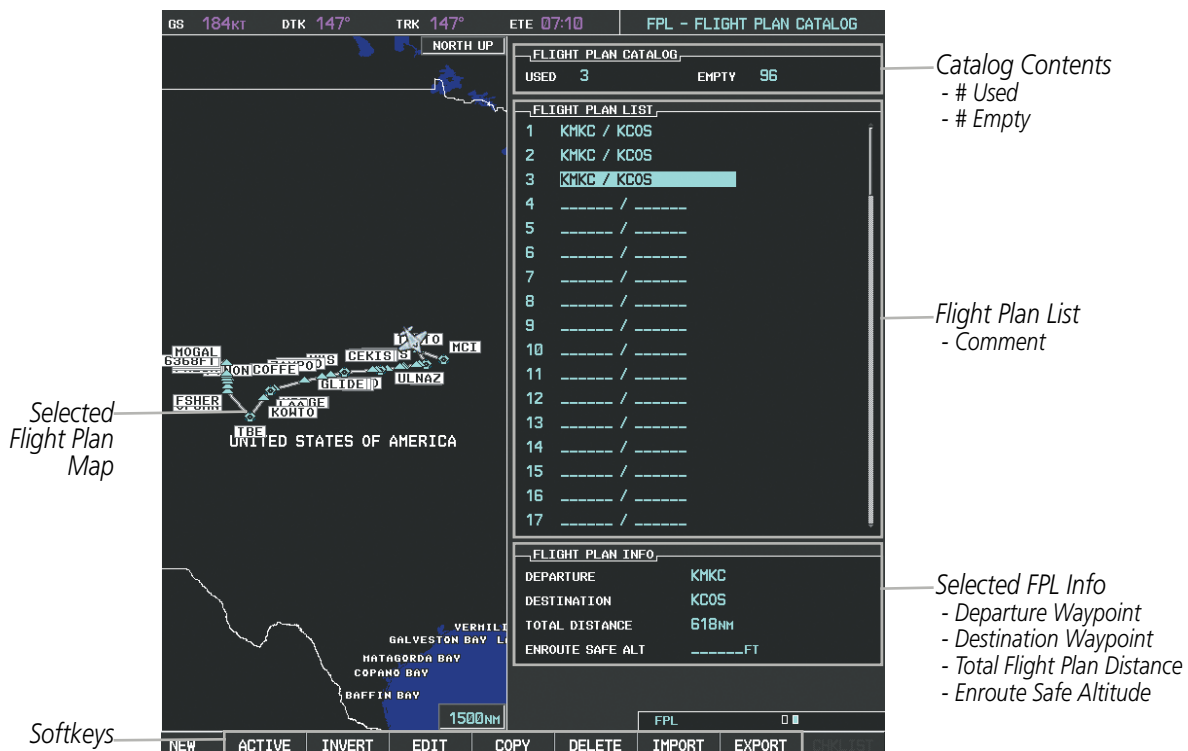 GS 184KT DTK 147° TRK 147° ETE 07:10 FPL - FLIGHT PLAN CATALOG
NORTH UP
FLIGHT PLAN CATALOG
USED 3 EMPTY 96
FLIGHT PLAN LIST
1 KMKC / KCOS
2 KMKC / KCOS
3 KMKC / KCOS
4 ______ / ______
5 ______ / ______
6 ______ / ______
7 ______ / ______
8 ______ / ______
9 ______ / ______
10 ______ / ______
11 ______ / ______
12 ______ / ______
13 ______ / ______
14 ______ / ______
15 ______ / ______
16 ______ / ______
17 ______ / ______
FLIGHT PLAN INFO
DEPARTURE KMKC
DESTINATION KCOS
TOTAL DISTANCE 618NM
ENROUTE SAFE ALT ______FT
FPL
MCI
MOGAL
6368FT
COFFE
CEKIS
GLIDE
ULNAZ
FSHER
KOWTO
TBE
UNITED STATES OF AMERICA
GALVESTON BAY
MATAGORDA BAY
COPANO BAY
BAFFIN BAY
1500NM
NEW ACTIVE INVERT EDIT COPY DELETE IMPORT EXPORT CHKLIST
Catalog Contents
- # Used
- # Empty
Flight Plan List
- Comment
Selected FPL Info
- Departure Waypoint
- Destination Waypoint
- Total Flight Plan Distance
- Enroute Safe Altitude
Selected
Flight Plan
Map
Softkeys